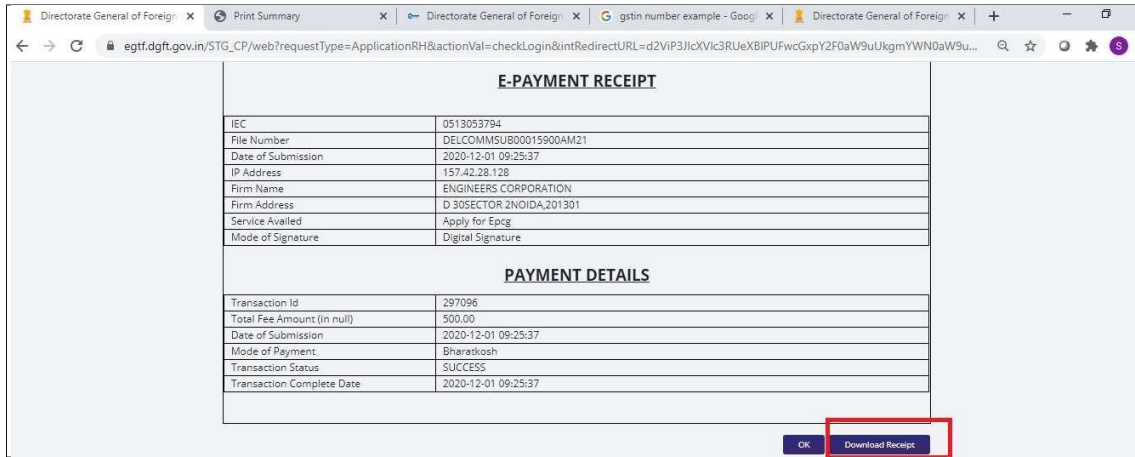 Directorate General of Foreign
Print Summary
Directorate General of Foreign
gstin number example - Goog
Directorate General of Foreign
egtf.dgft.gov.in/STG_CP/web?requestType=ApplicationRH&actionVal=checkLogin&intRedirectURL=
E-PAYMENT RECEIPT
IEC 0513053794
File Number DELCOMMSUB00015900AM21
Date of Submission 2020-12-01 09:25:37
IP Address 157.42.28.128
Firm Name ENGINEERS CORPORATION
Firm Address D 30SECTOR 2NOIDA,201301
Service Availed Apply for Epcg
Mode of Signature Digital Signature
PAYMENT DETAILS
Transaction Id 297096
Total Fee Amount (in null) 500.00
Date of Submission 2020-12-01 09:25:37
Mode of Payment Bharatkosh
Transaction Status SUCCESS
Transaction Complete Date 2020-12-01 09:25:37
OK Download Receipt